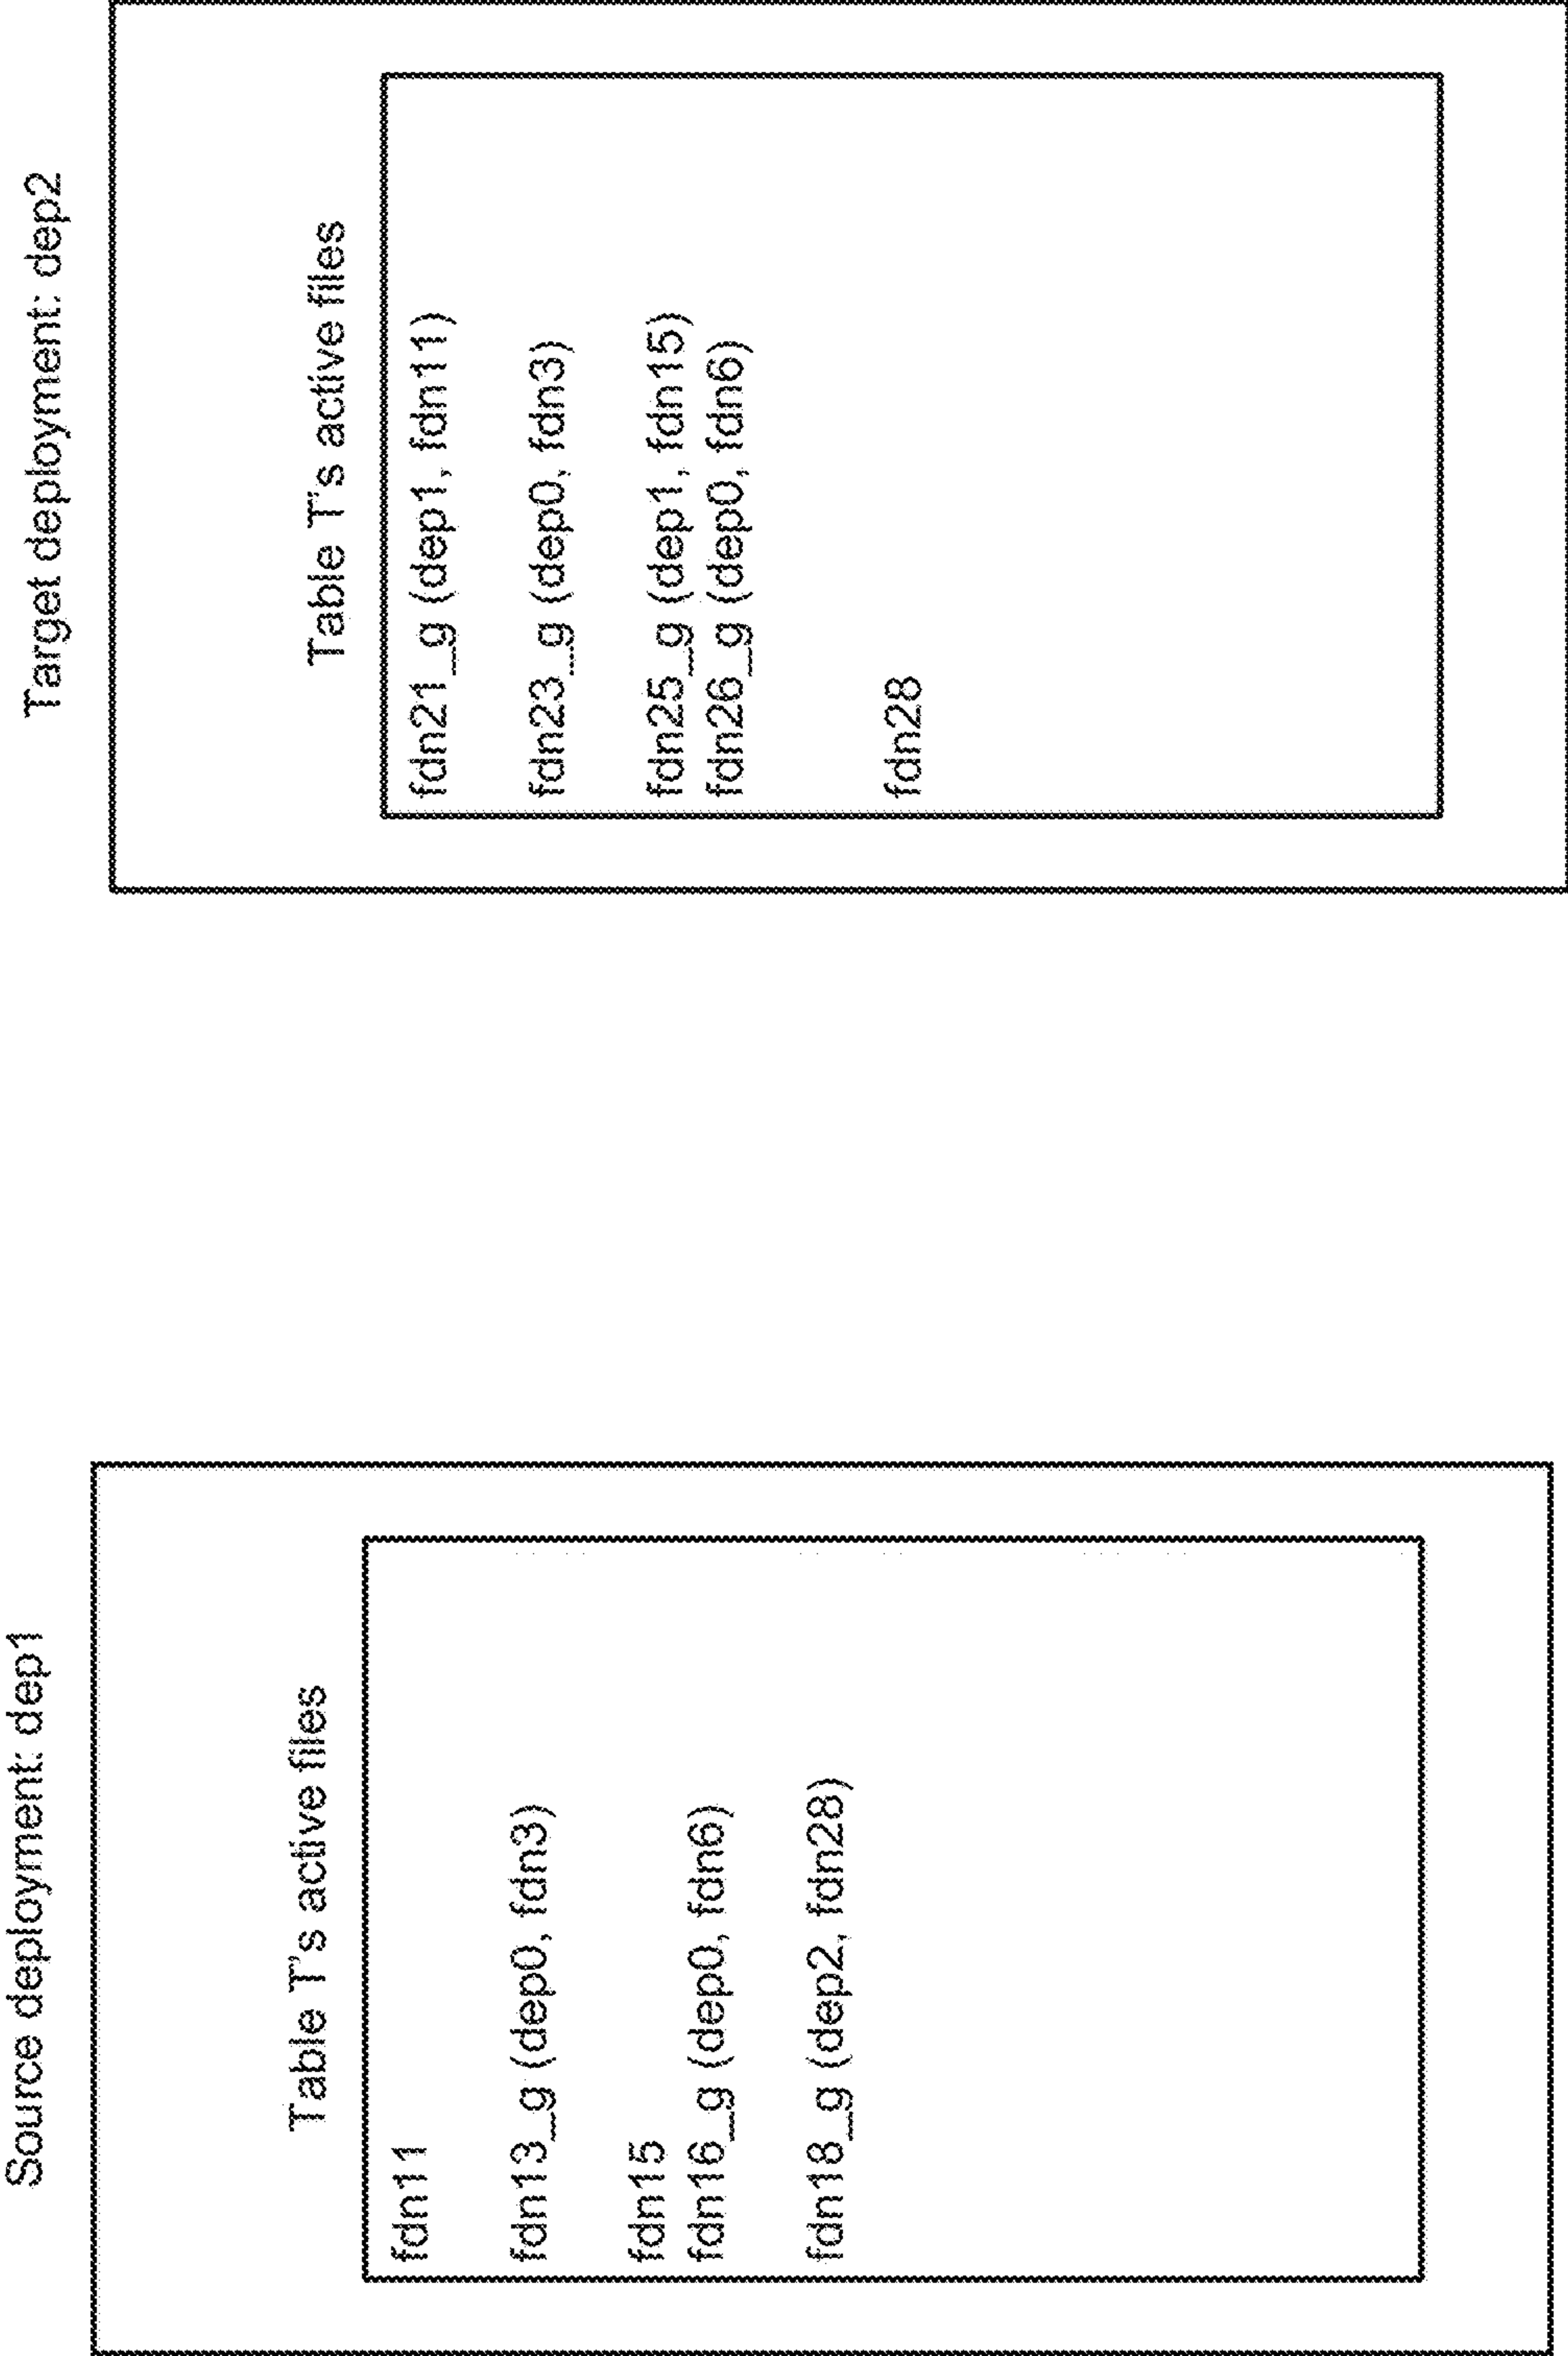 Source deployment: dep1
Table T's active files
fdn11
fdn13_g (dep0, fdn3)
fdn15
fdn16_g (dep0, fdn6)
fdn18_g (dep2, fdn28)
Target deployment: dep2
Table T's active files
fdn21_g (dep1, fdn11)
fdn23_g (dep0, fdn3)
fdn25_g (dep1, fdn15)
fdn26_g (dep0, fdn6)
fdn28